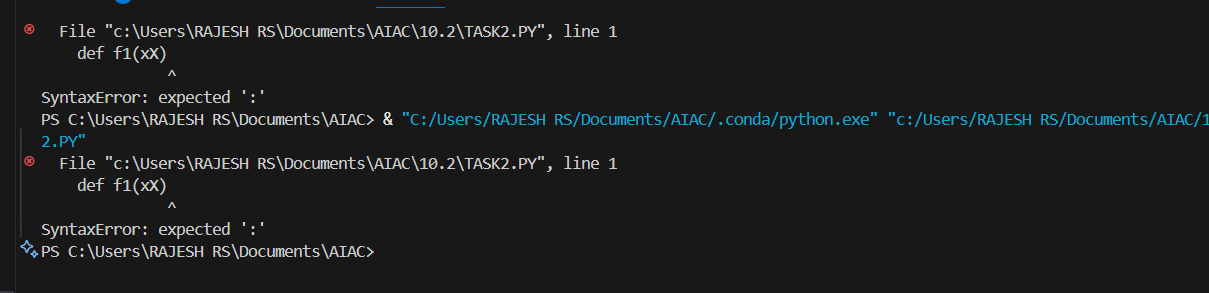 File "c:\Users\RAJESH RS\Documents\AIAC\10.2\TASK2.PY", line 1
def f1(xX)
^
SyntaxError: expected ':'
PS C:\Users\RAJESH RS\Documents\AIAC> & "C:/Users/RAJESH RS/Documents/AIAC/.conda/python.exe" "c:/Users/RAJESH RS/Documents/AIAC/1
2.PY"
File "c:\Users\RAJESH RS\Documents\AIAC\10.2\TASK2.PY", line 1
def f1(xX)
^
SyntaxError: expected ':'
PS C:\Users\RAJESH RS\Documents\AIAC>